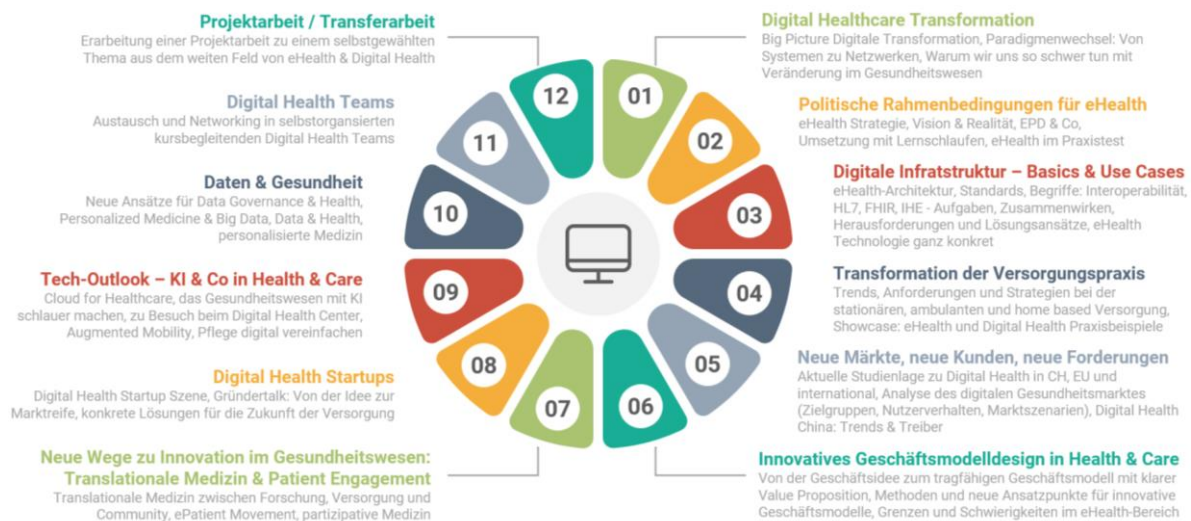 Digital Healthcare Transformation
Big Picture Digitale Transformation, Paradigmenwechsel: Von
Systemen zu Netzwerken, Warum wir uns so schwer tun mit
Veränderung im Gesundheitswesen
01
Politische Rahmenbedingungen für eHealth
eHealth Strategie, Vision & Realität, EPD & Co,
Umsetzung mit Lernschlaufen, eHealth im Praxistest
02
Digitale Infratstruktur – Basics & Use Cases
eHealth-Architektur, Standards, Begriffe: Interoperabilität,
HL7, FHIR, IHE - Aufgaben, Zusammenwirken,
Herausforderungen und Lösungsansätze, eHealth
Technologie ganz konkret
03
Transformation der Versorgungspraxis
Trends, Anforderungen und Strategien bei der
stationären, ambulanten und home based Versorgung,
Showcase: eHealth und Digital Health Praxisbeispiele
04
Neue Märkte, neue Kunden, neue Forderungen
Aktuelle Studienlage zu Digital Health in CH, EU und
international, Analyse des digitalen Gesundheitsmarktes
(Zielgruppen, Nutzerverhalten, Marktszenarien), Digital Health
China: Trends & Treiber
05
Innovatives Geschäftsmodelldesign in Health & Care
Von der Geschäftsidee zum tragfähigen Geschäftsmodell mit klarer
Value Proposition, Methoden und neue Ansatzpunkte für innovative
Geschäftsmodelle, Grenzen und Schwierigkeiten im eHealth-Bereich
06
Neue Wege zu Innovation im Gesundheitswesen:
Translationale Medizin & Patient Engagement
Translationale Medizin zwischen Forschung, Versorgung und
Community, ePatient Movement, partizipative Medizin
07
Digital Health Startups
Digital Health Startup Szene, Gründertalk: Von der Idee zur
Marktreife, konkrete Lösungen für die Zukunft der Versorgung
08
Tech-Outlook – KI & Co in Health & Care
Cloud for Healthcare, das Gesundheitswesen mit KI
schlauer machen, zu Besuch beim Digital Health Center,
Augmented Mobility, Pflege digital vereinfachen
09
Daten & Gesundheit
Neue Ansätze für Data Governance & Health,
Personalized Medicine & Big Data, Data & Health,
personalisierte Medizin
10
Digital Health Teams
Austausch und Networking in selbstorgansierten
kursbegleitenden Digital Health Teams
11
Projektarbeit / Transferarbeit
Erarbeitung einer Projektarbeit zu einem selbstgewählten
Thema aus dem weiten Feld von eHealth & Digital Health
12